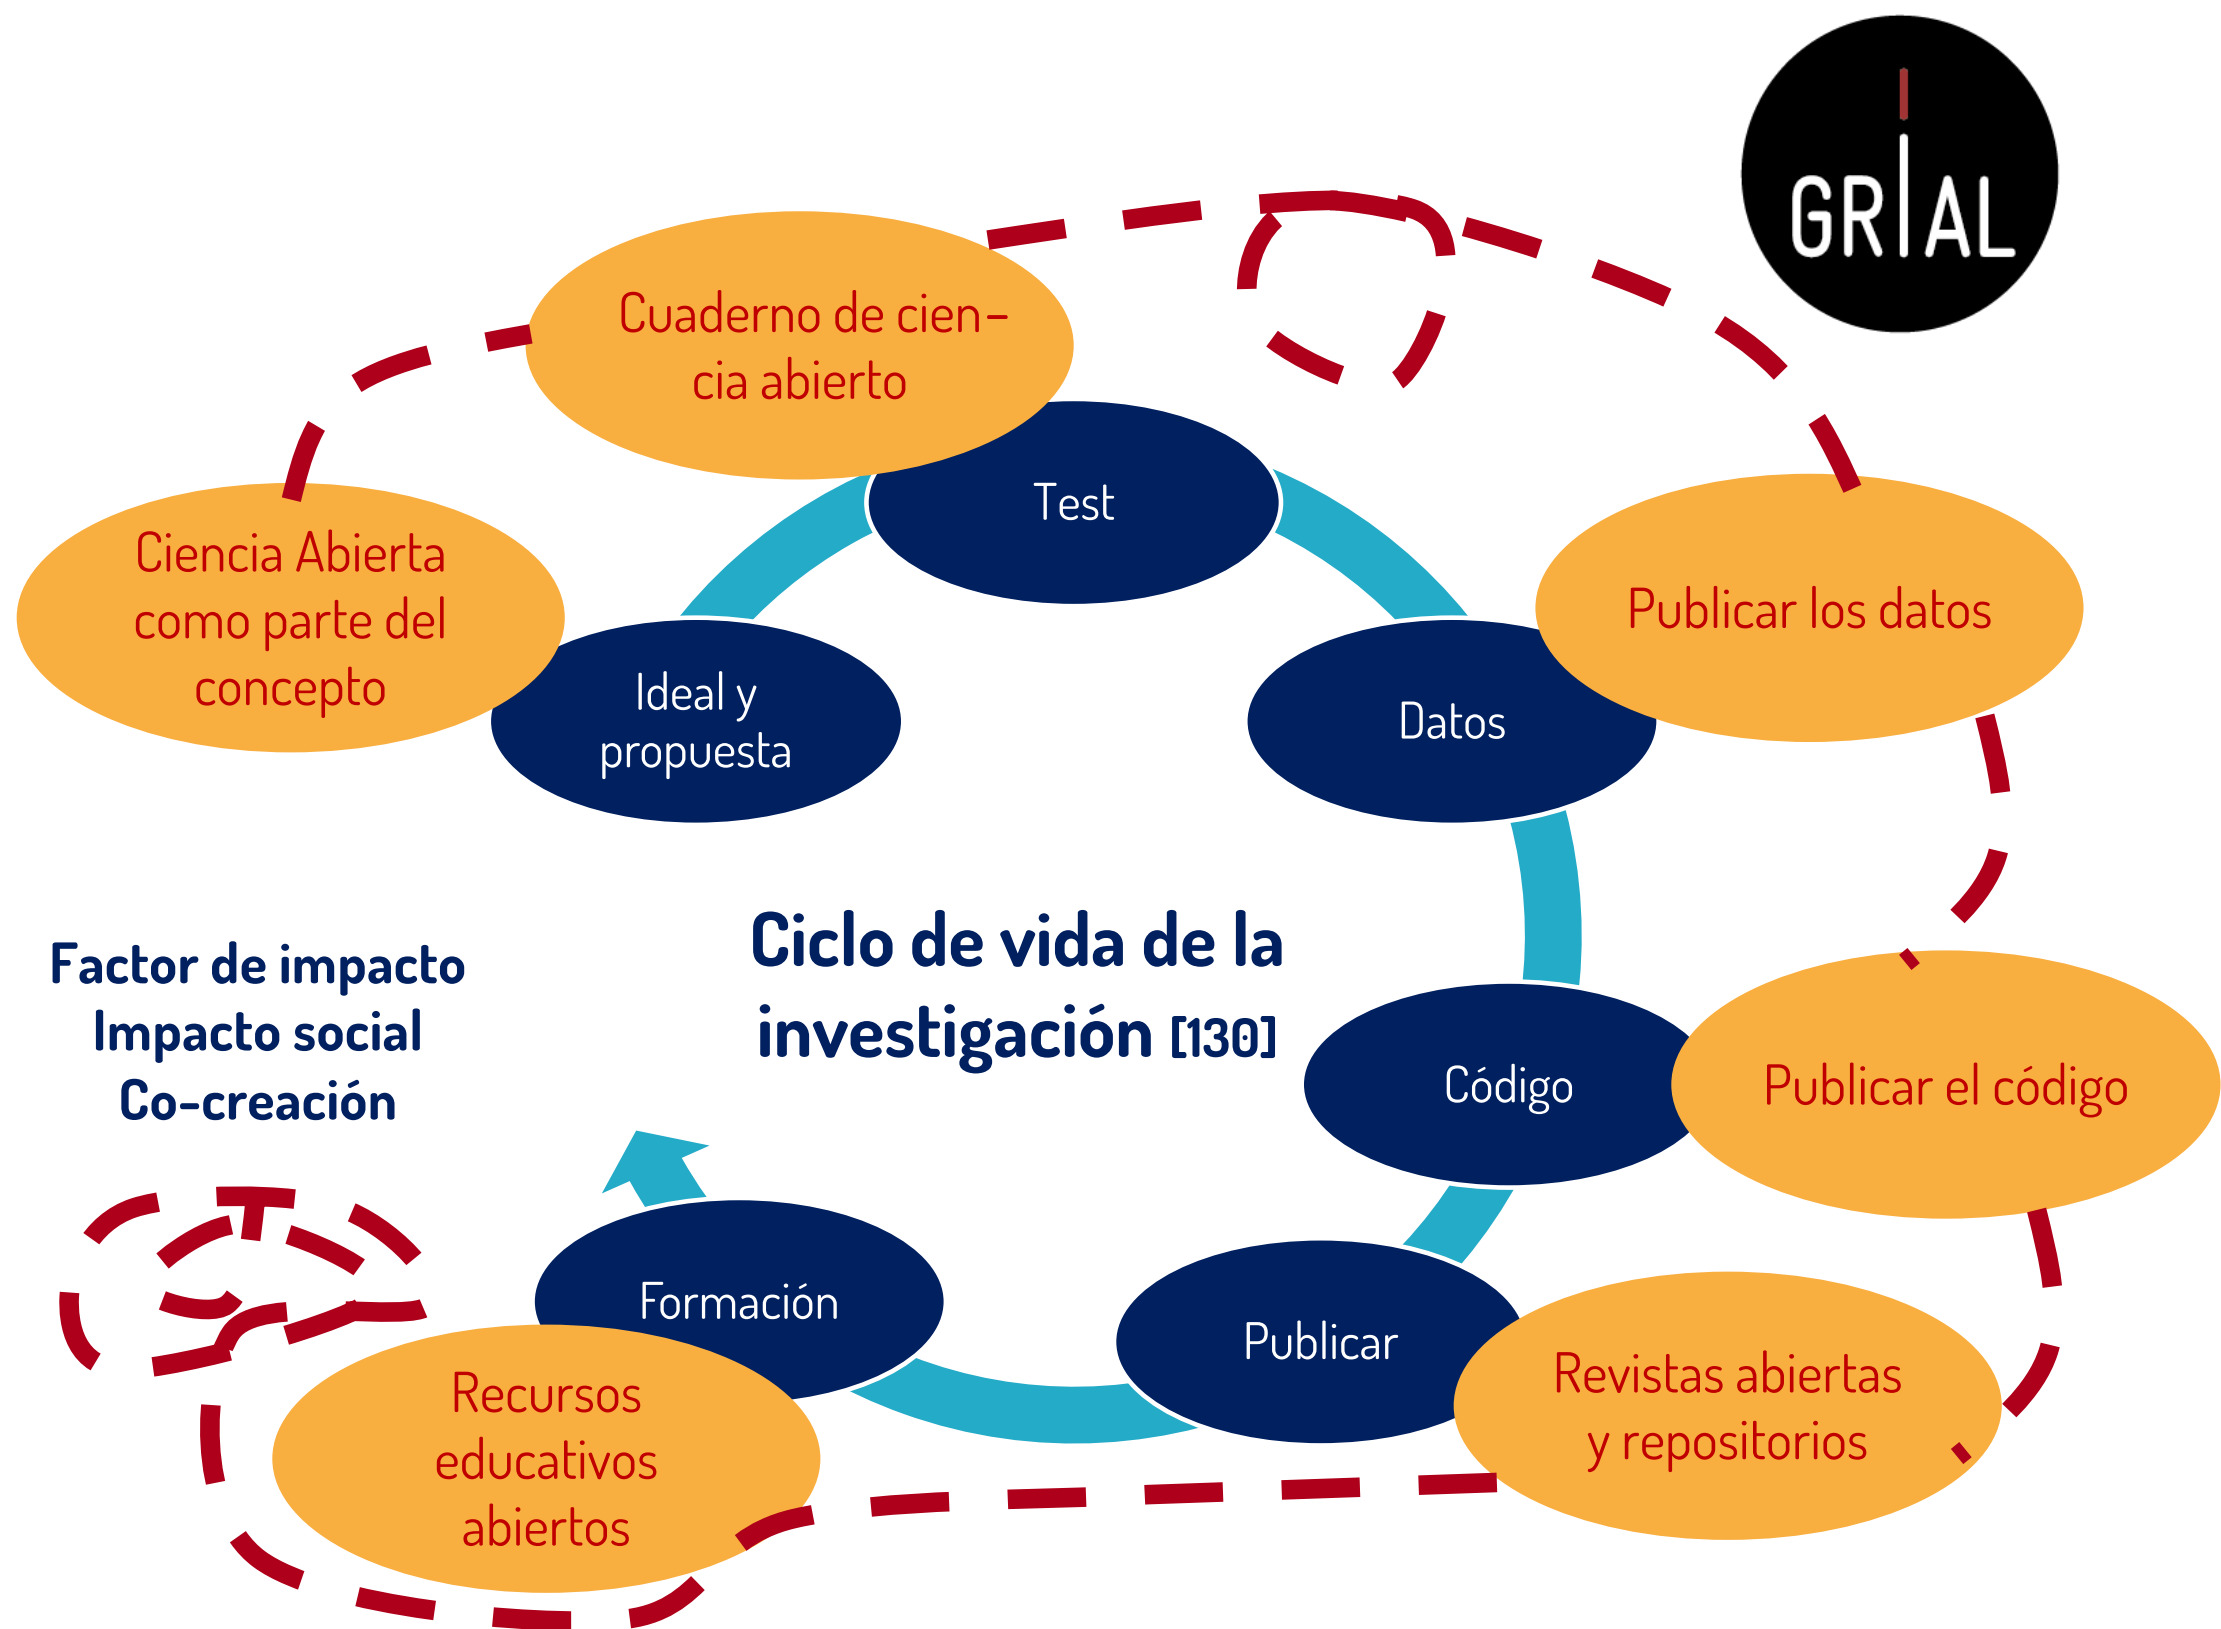 GRIAL
Cuaderno de cien-
cia abierto
Test
Ciencia Abierta
como parte del
concepto
Ideal y
propuesta
Publicar los datos
Datos
Ciclo de vida de la
investigación [130]
Factor de impacto
Impacto social
Co-creación
Código
Publicar el código
Formación
Publicar
Revistas abiertas
y repositorios
Recursos
educativos
abiertos